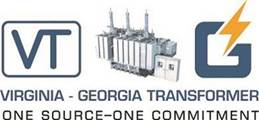 VT
VIRGINIA - GEORGIA TRANSFORMER
ONE SOURCE–ONE COMMITMENT